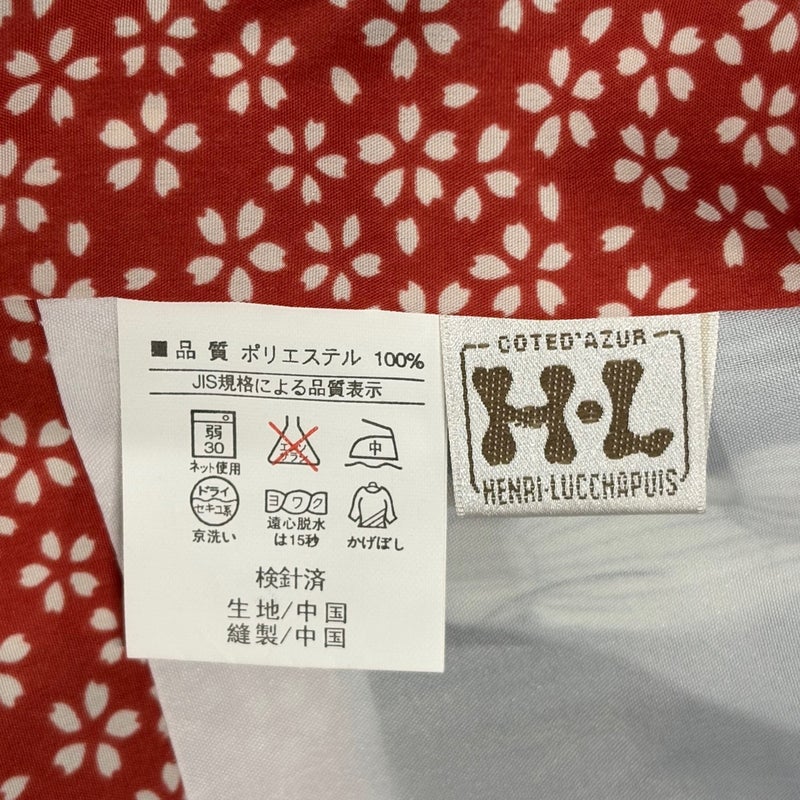 ■品質 ポリエステル 100%
JIS規格による品質表示
弱
30
ネット使用
エンソ
サラシ
中
ドライ
セキユ系
京洗い
ヨワク
遠心脱水
は15秒
かげぼし
検針済
生地/中国
縫製/中国
COTED'AZUR
H・L
HENRI-LUCCHAPUIS